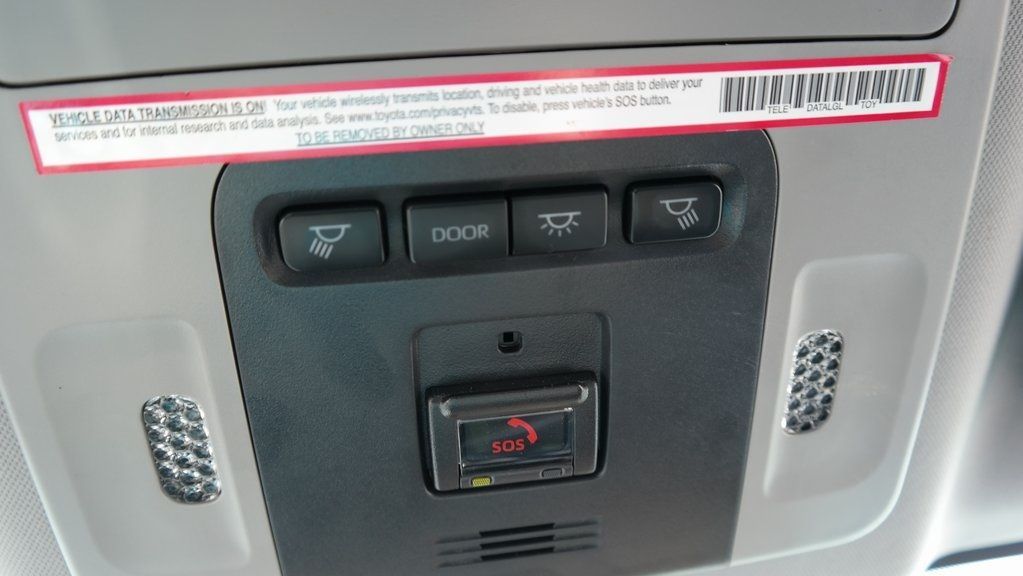 VEHICLE DATA TRANSMISSION IS ON! Your vehicle wirelessly transmits location, driving and vehicle health data to deliver your
services and for internal research and data analysis. See www.toyota.com/privacyvts. To disable, press vehicle's SOS button.
TO BE REMOVED BY OWNER ONLY
TELE DATALGL TOY
DOOR
SOS